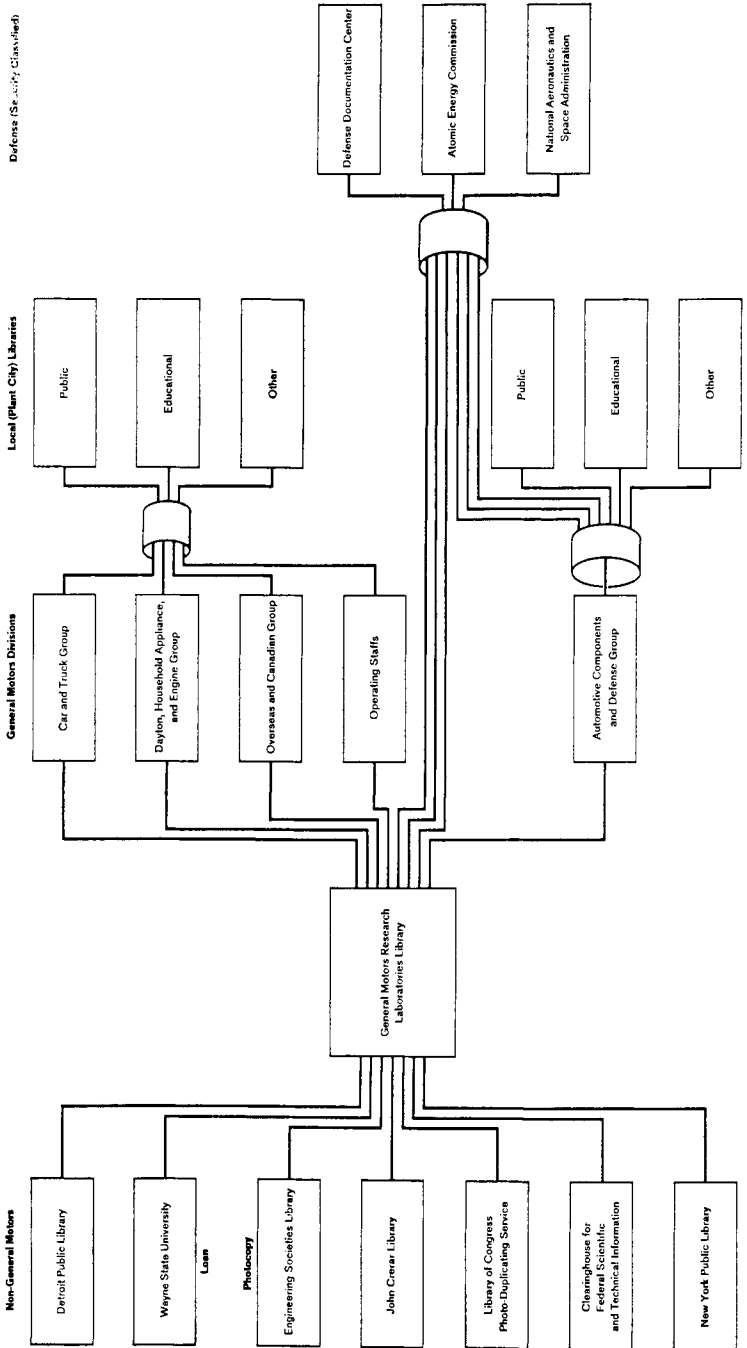 Non-General Motors
Detroit Public Library
Wayne State University
Loan
Photocopy
Engineering Societies Library
John Crerar Library
Library of Congress
Photo-Duplicating Service
Clearinghouse for
Federal Scientific
and Technical Information
New York Public Library
General Motors Research
Laboratories Library
General Motors Divisions
Car and Truck Group
Dayton, Household Appliance,
and Engine Group
Overseas and Canadian Group
Operating Staffs
Automotive Components
and Defense Group
Local (Plant City) Libraries
Public
Educational
Other
Public
Educational
Other
Defense (Security Classified)
Defense Documentation Center
Atomic Energy Commission
National Aeronautics and
Space Administration